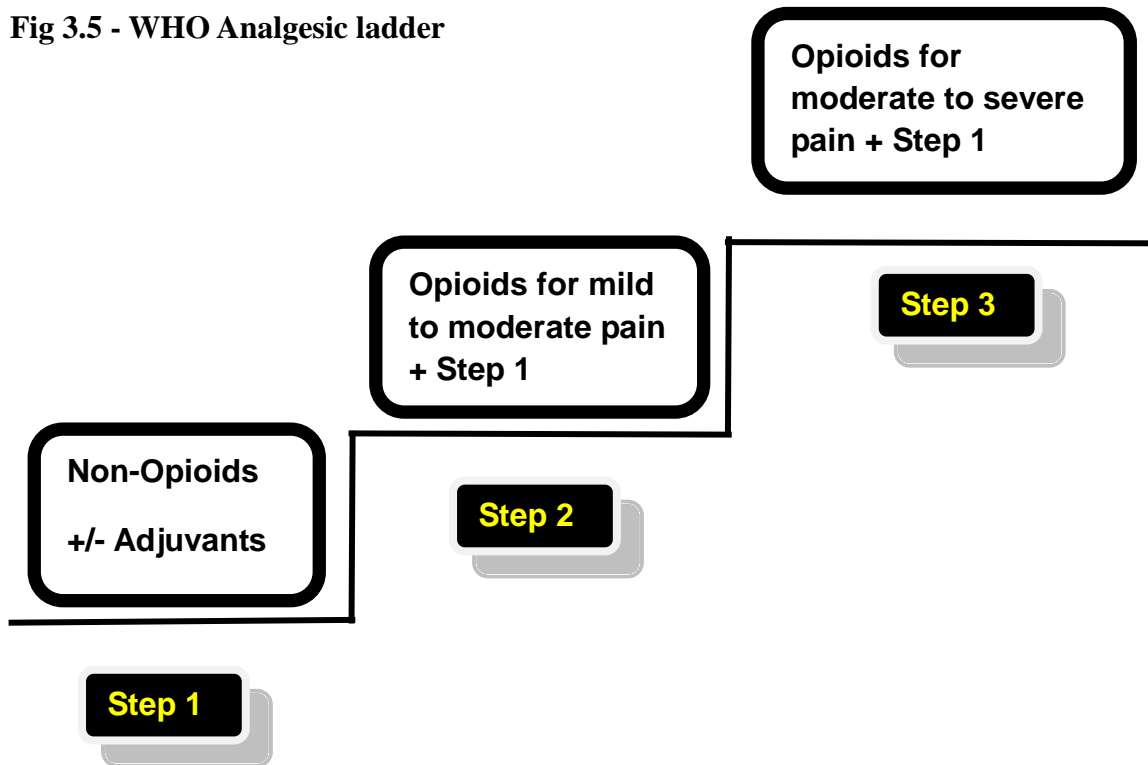 Fig 3.5 - WHO Analgesic ladder
Opioids for
moderate to severe
pain + Step 1
Opioids for mild
to moderate pain
+ Step 1
Step 3
Non-Opioids
+/- Adjuvants
Step 2
Step 1